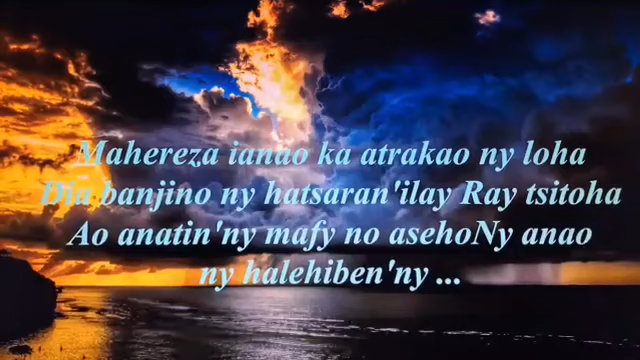 Mahereza ianao ka atrakao ny loha
Dia banjino ny hatsaran'ilay Ray tsitoha
Ao anatin'ny mafy no asehoNy anao
ny halehiben'ny ...